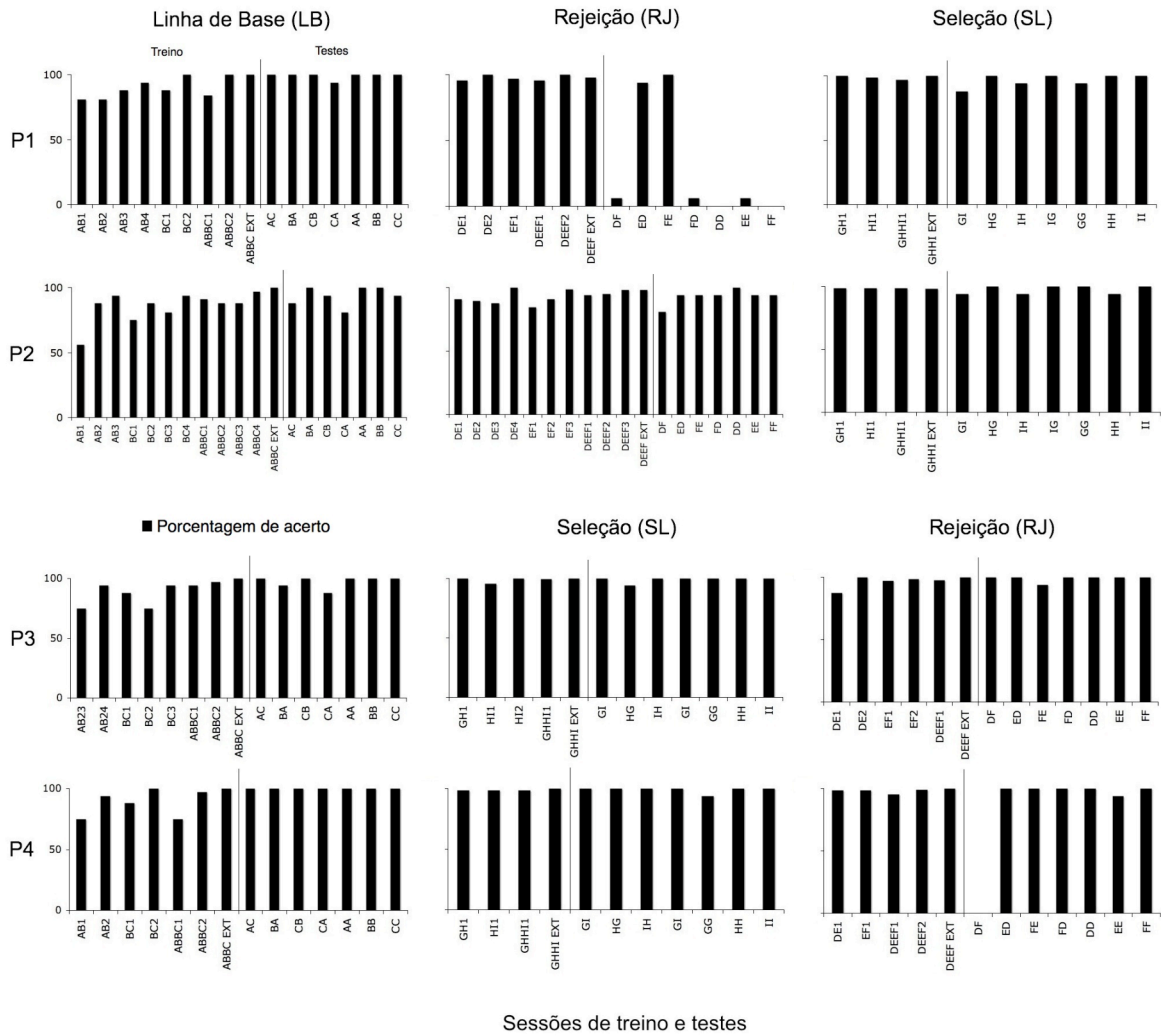 Linha de Base (LB)
Rejeição (RJ)
Seleção (SL)
Treino
Testes
P1
100
50
0
AB1 AB2 AB3 AB4 BC1 BC2 ABBC1 ABBC2 ABBC EXT AC BA CB CA AA BB CC
DE1 DE2 EF1 DEEF1 DEEF2 DEEF EXT DF ED FE FD DD EE FF
GH1 HI1 GHHI1 GHHI EXT GI HG IH IG GG HH II
P2
100
50
0
AB1 AB2 AB3 BC1 BC2 BC3 BC4 ABBC1 ABBC2 ABBC3 ABBC4 ABBC EXT AC BA CB CA AA BB CC
DE1 DE2 DE3 DE4 EF1 EF2 EF3 DEEF1 DEEF2 DEEF3 DEEF EXT DF ED FE FD DD EE FF
GH1 HI1 GHHI1 GHHI EXT GI HG IH IG GG HH II
Porcentagem de acerto
Seleção (SL)
Rejeição (RJ)
P3
100
50
0
AB23 AB24 BC1 BC2 BC3 ABBC1 ABBC2 ABBC EXT AC BA CB CA AA BB CC
GH1 HI1 HI2 GHHI1 GHHI EXT GI HG IH GI GG HH II
DE1 DE2 EF1 EF2 DEEF1 DEEF EXT DF ED FE FD DD EE FF
P4
100
50
0
AB1 AB2 BC1 BC2 ABBC1 ABBC2 ABBC EXT AC BA CB CA AA BB CC
GH1 HI1 GHHI1 GHHI EXT GI HG IH GI GG HH II
DE1 EF1 DEEF1 DEEF2 DEEF EXT DF ED FE FD DD EE FF
Sessões de treino e testes